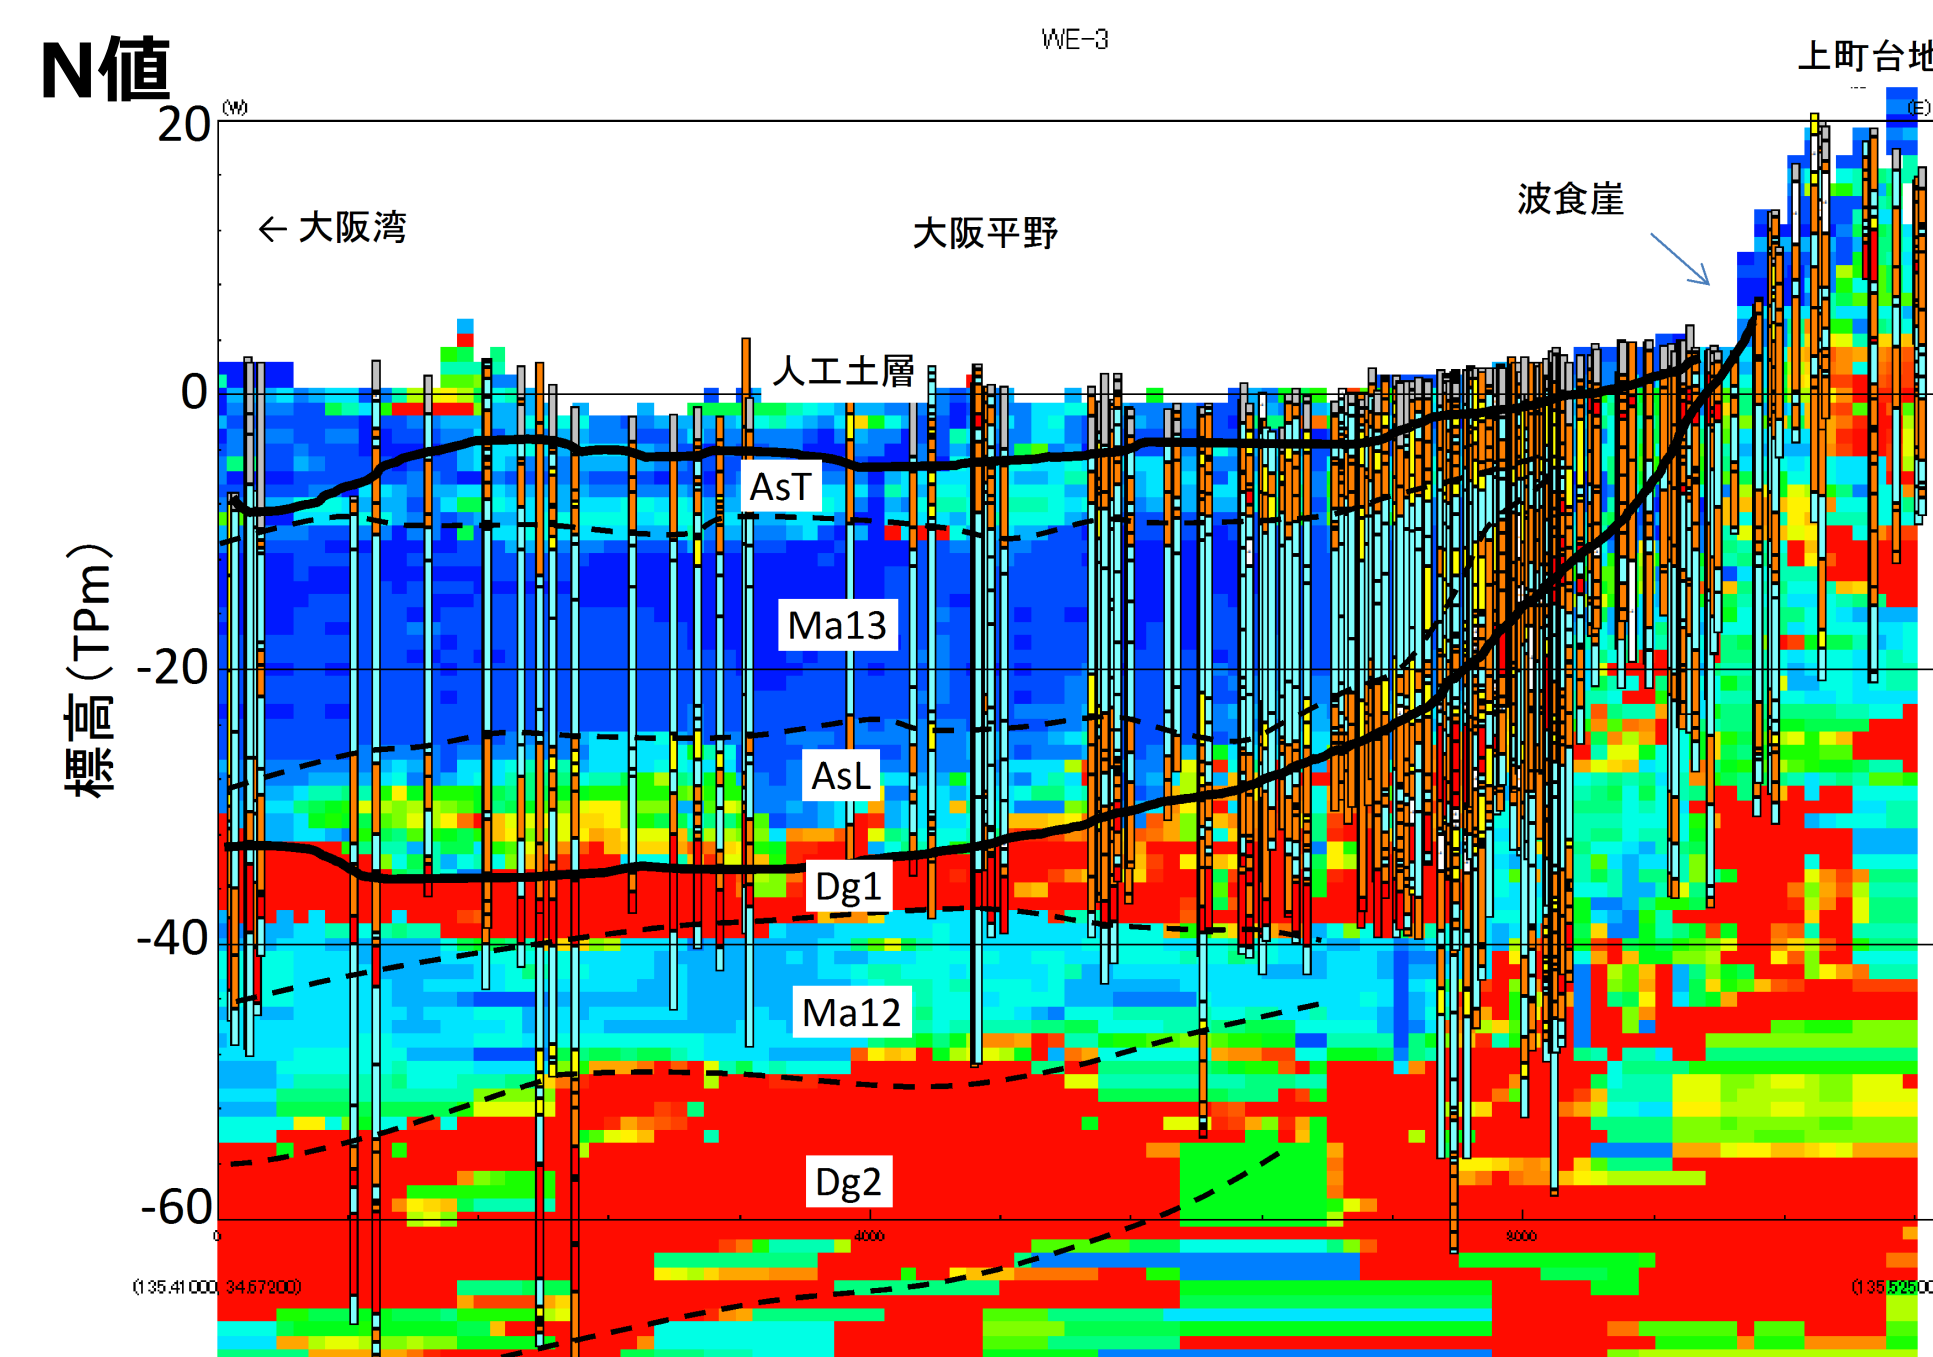 WE-3
N値
上町台地
20
(W)
(E)
波食崖
← 大阪湾
大阪平野
人工土層
0
AsT
Ma13
-20
標高(TPm)
AsL
Dg1
-40
Ma12
Dg2
-60
0
4000
8000
(135.41000, 34.67200)
(135.52500